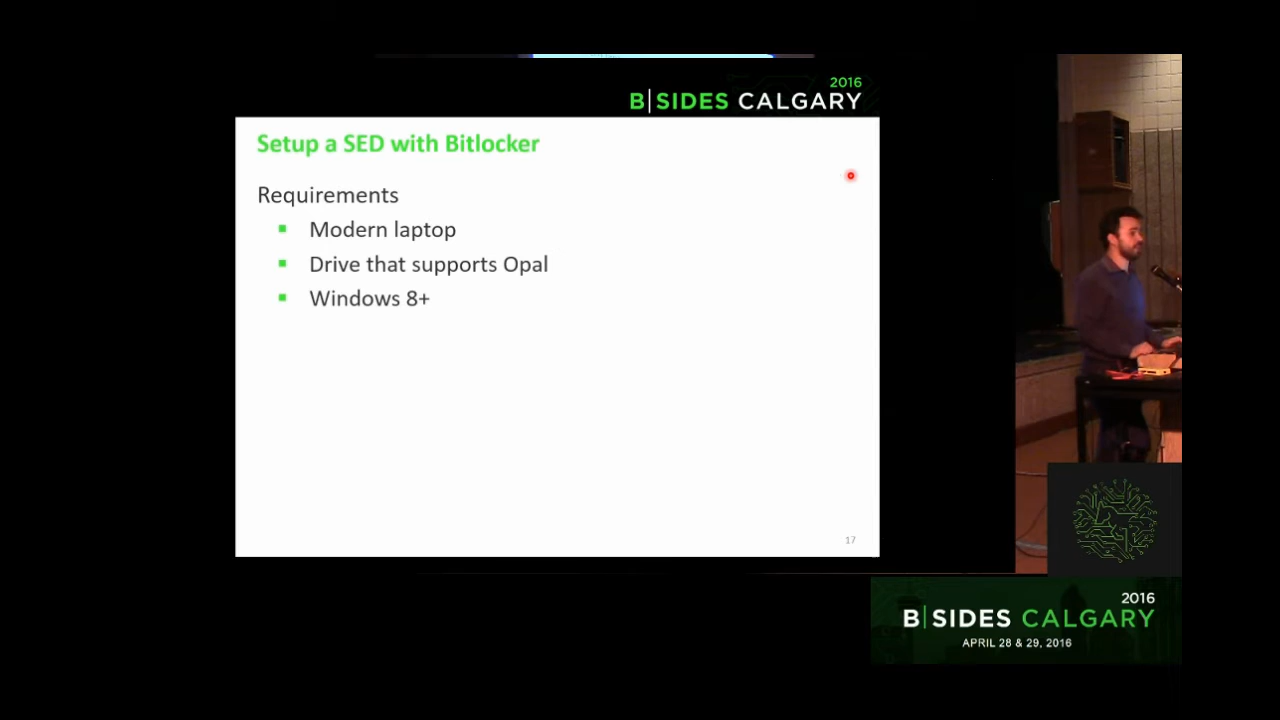 2016
B|SIDES CALGARY
Setup a SED with Bitlocker
Requirements
▪ Modern laptop
▪ Drive that supports Opal
▪ Windows 8+
17
2016
B|SIDES CALGARY
APRIL 28 & 29, 2016